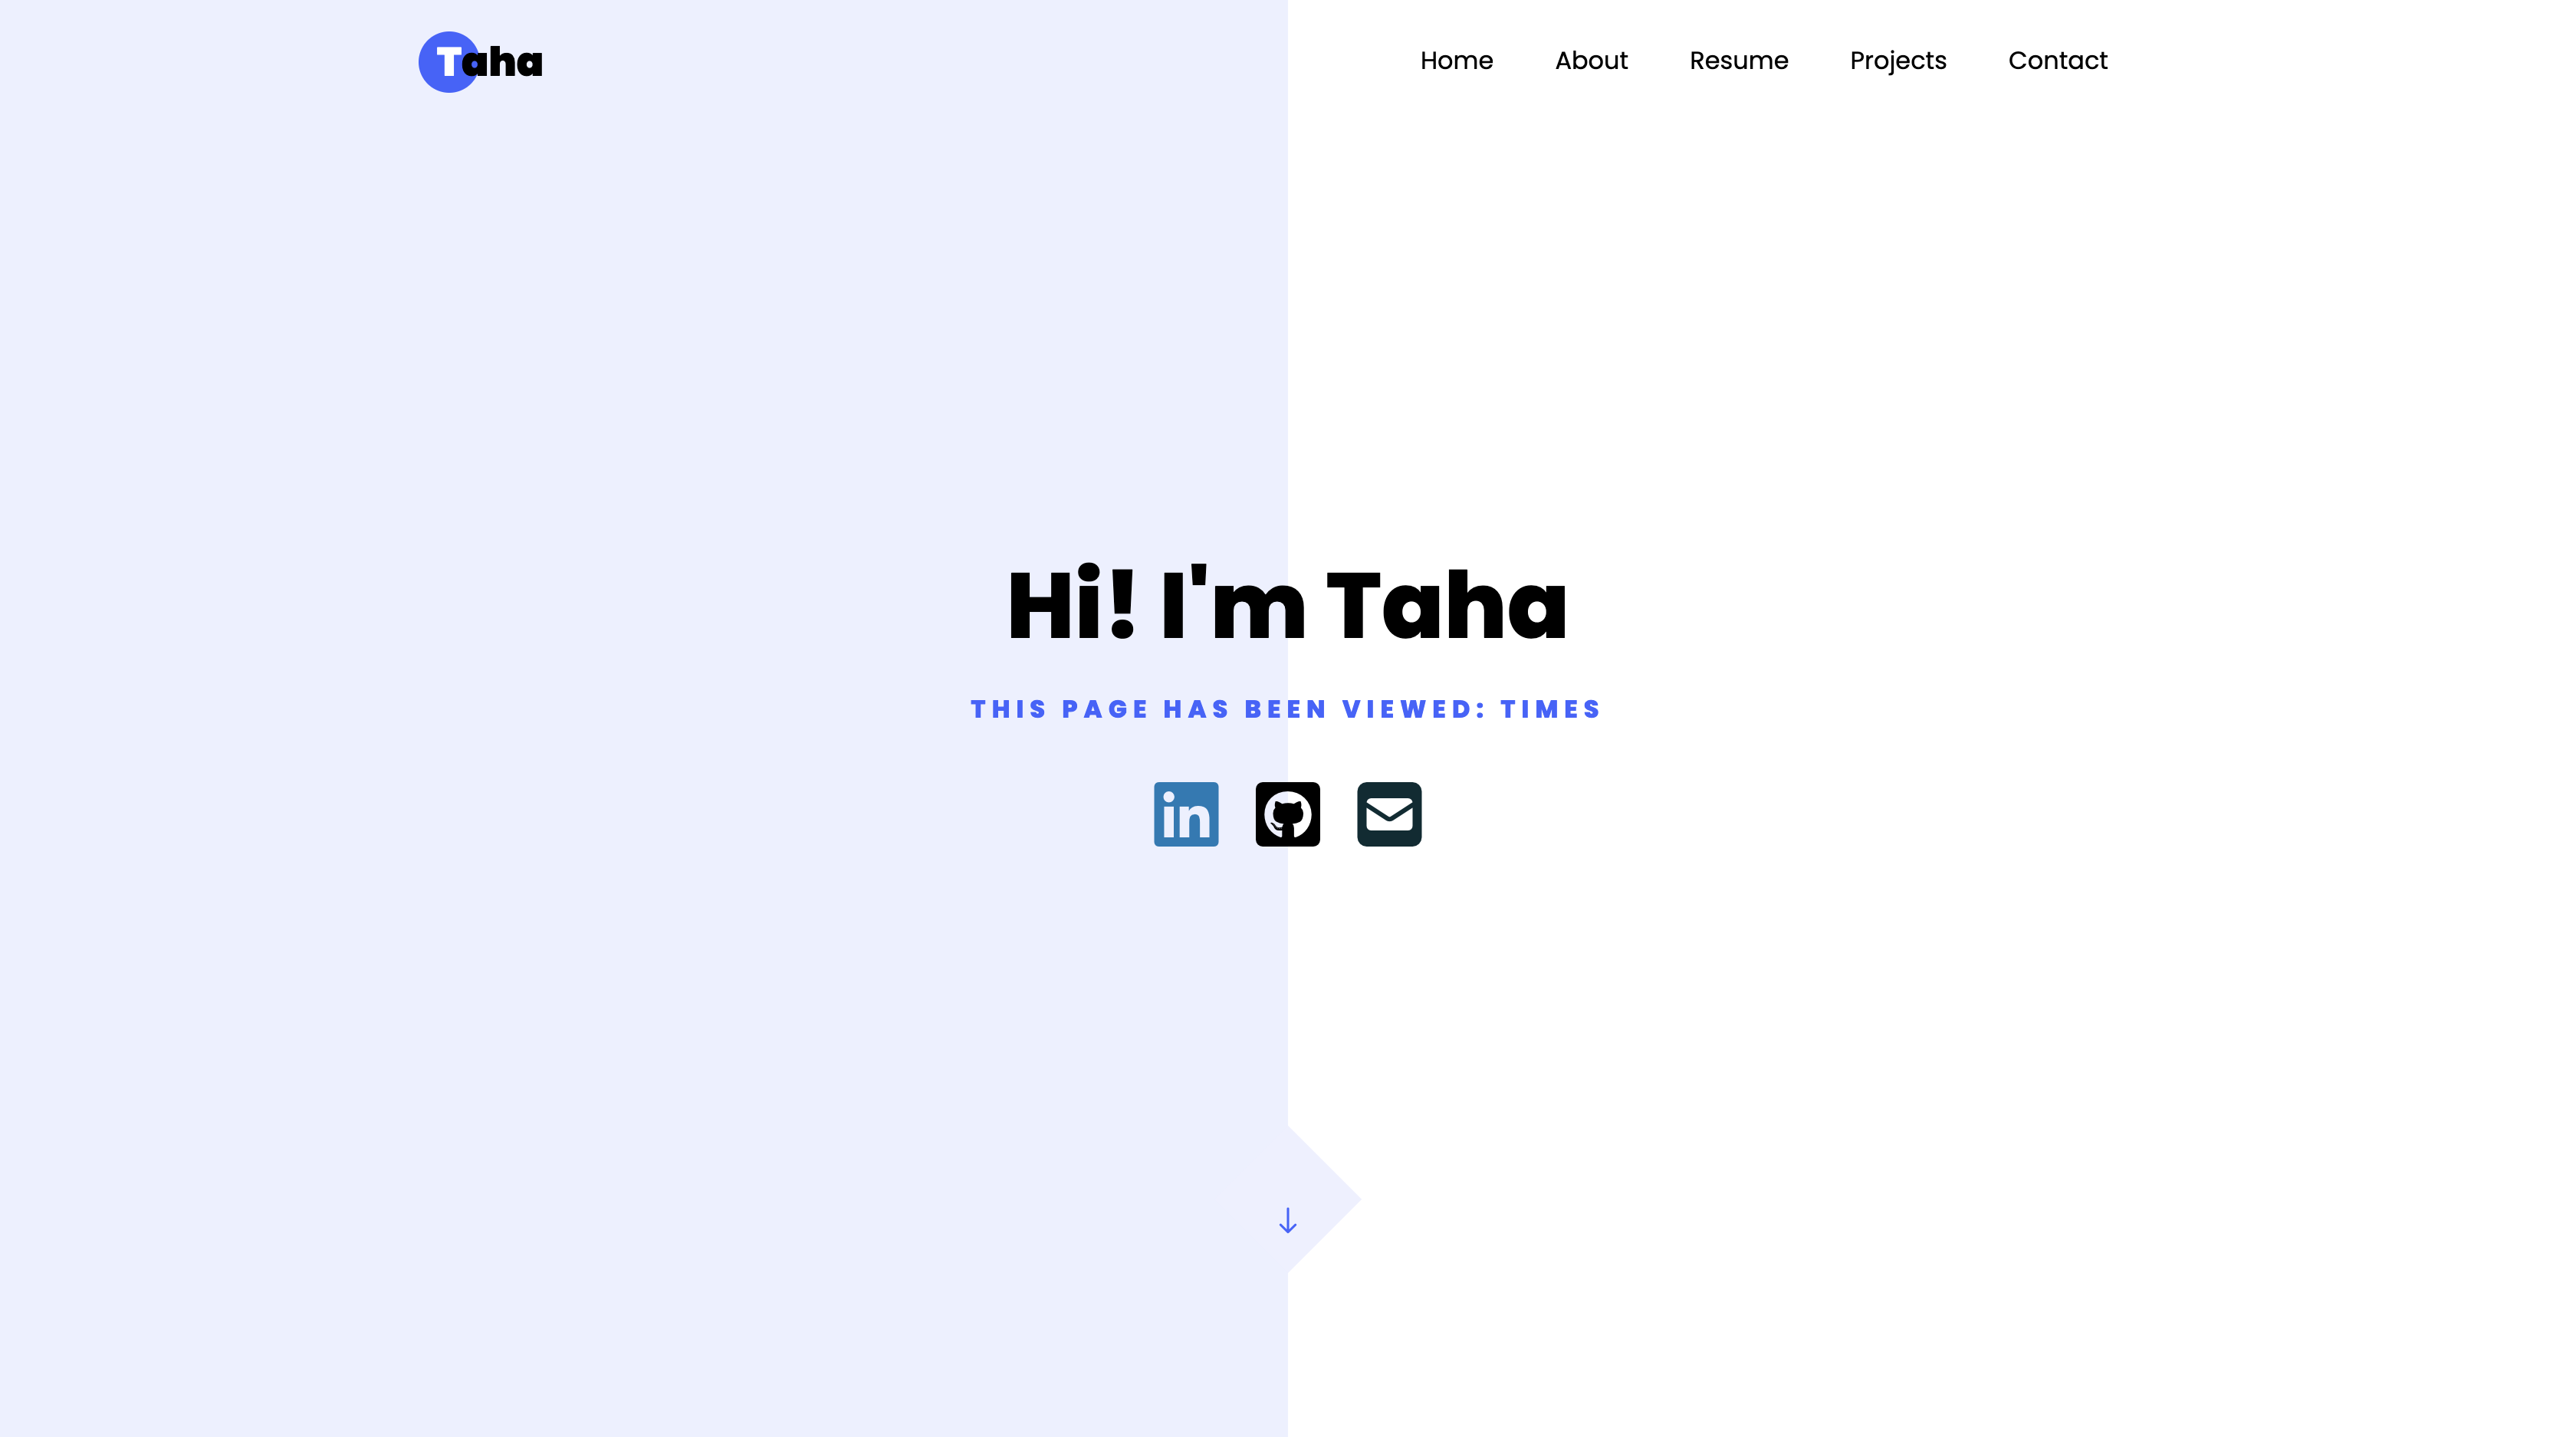 Taha
Home About Resume Projects Contact
Hi! I'm Taha
THIS PAGE HAS BEEN VIEWED: TIMES
in